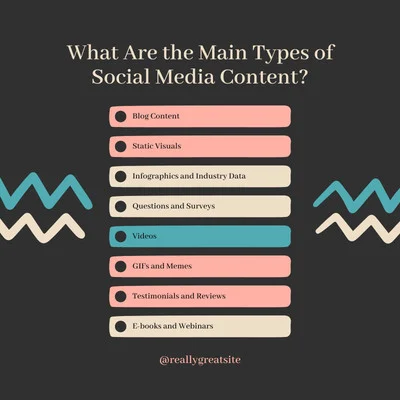 What Are the Main Types of
Social Media Content?
Blog Content
Static Visuals
Infographics and Industry Data
Questions and Surveys
Videos
GIFs and Memes
Testimonials and Reviews
E-books and Webinars
@reallygreatsite